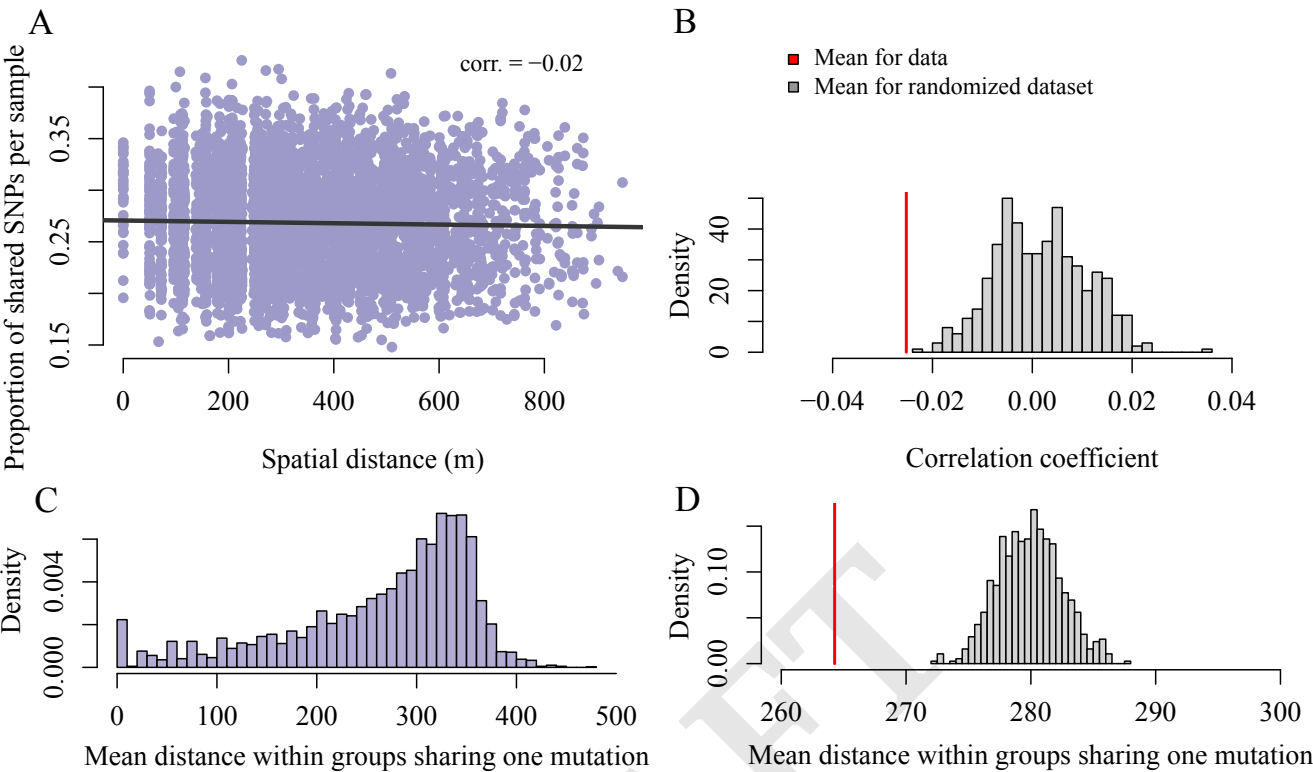 A
Proportion of shared SNPs per sample
corr. = −0.02
0.15
0.25
0.35
0 200 400 600 800
Spatial distance (m)
B
Mean for data
Mean for randomized dataset
Density
0
20
40
−0.04 −0.02 0.00 0.02 0.04
Correlation coefficient
C
Density
0.000
0.004
0 100 200 300 400 500
Mean distance within groups sharing one mutation
D
Density
0.00
0.10
260 270 280 290 300
Mean distance within groups sharing one mutation